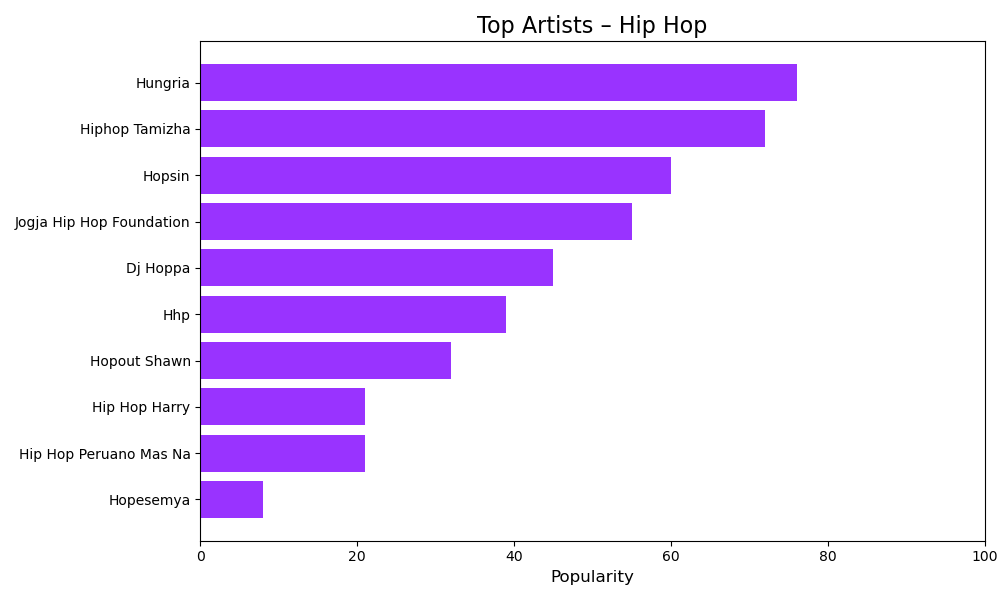 Top Artists – Hip Hop
Hungria
Hiphop Tamizha
Hopsin
Jogja Hip Hop Foundation
Dj Hoppa
Hhp
Hopout Shawn
Hip Hop Harry
Hip Hop Peruano Mas Na
Hopesemya
0 20 40 60 80 100
Popularity